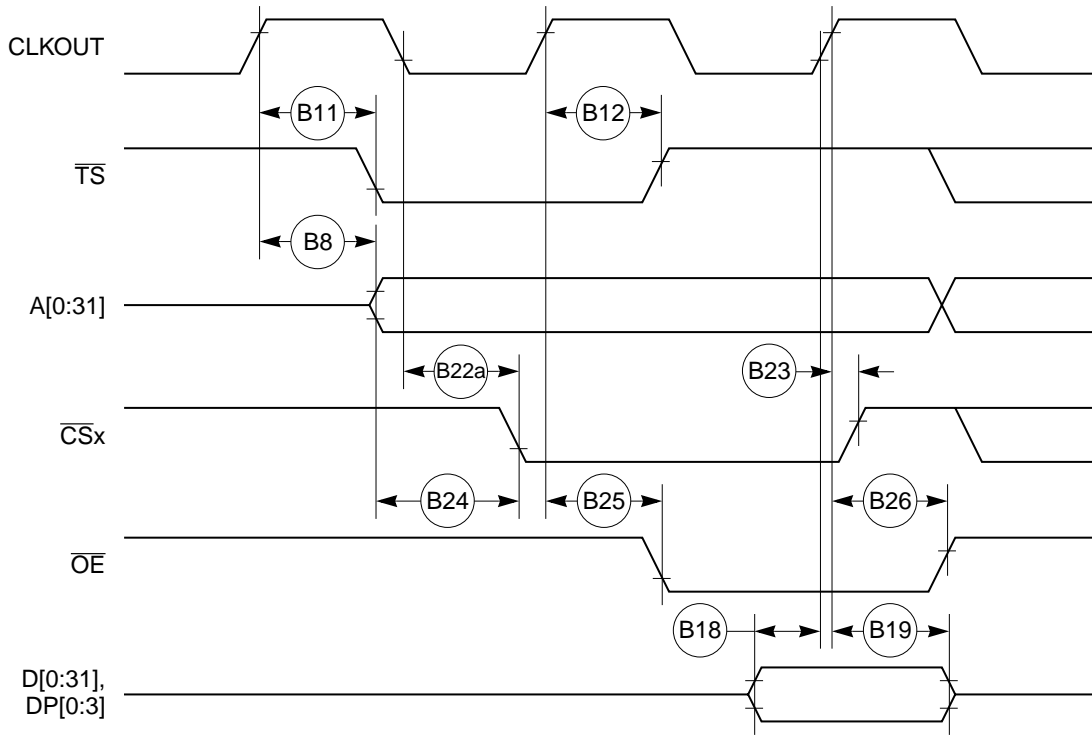 CLKOUT
B11
B12
TS
B8
A[0:31]
B22a
B23
CSx
B24
B25
B26
OE
B18
B19
D[0:31],
DP[0:3]